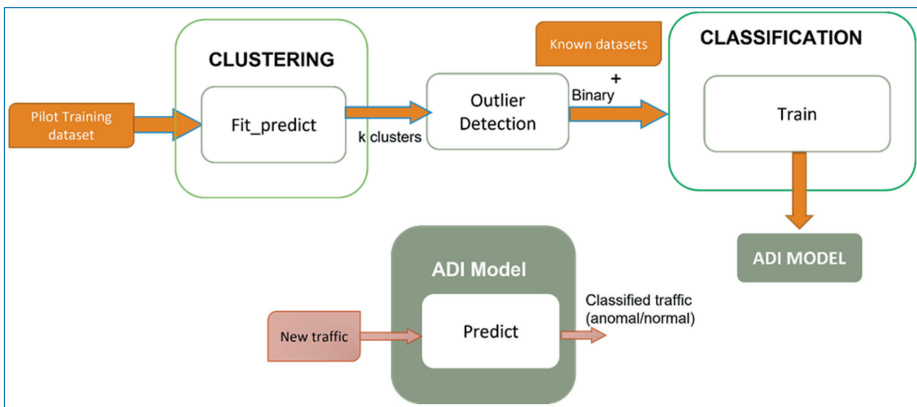 CLUSTERING
Pilot Training
dataset
Fit_predict
k clusters
Outlier
Detection
Known datasets
+
Binary
CLASSIFICATION
Train
ADI MODEL
ADI Model
New traffic
Predict
Classified traffic
(anomal/normal)